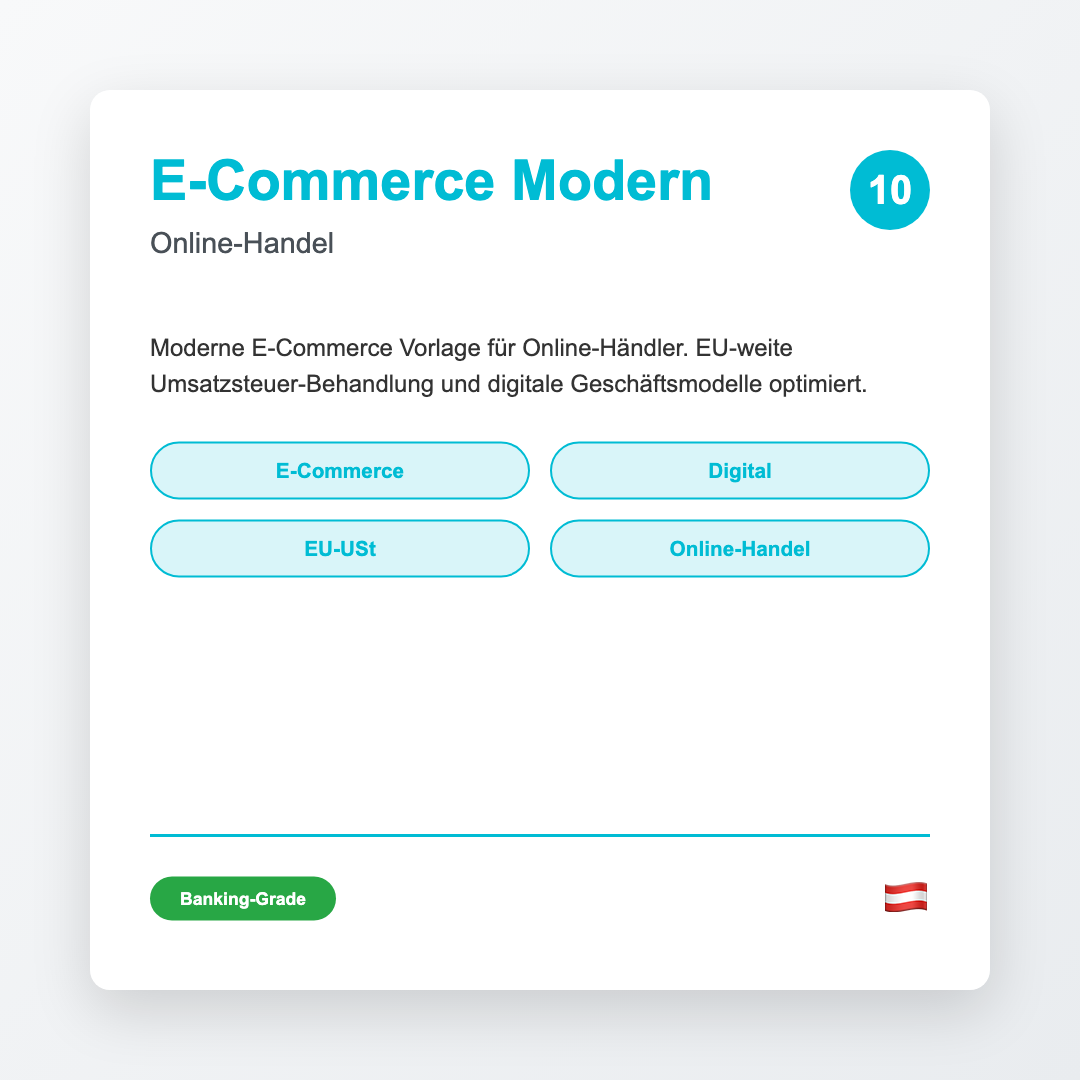 E-Commerce Modern
10
Online-Handel
Moderne E-Commerce Vorlage für Online-Händler. EU-weite
Umsatzsteuer-Behandlung und digitale Geschäftsmodelle optimiert.
E-Commerce
Digital
EU-USt
Online-Handel
Banking-Grade